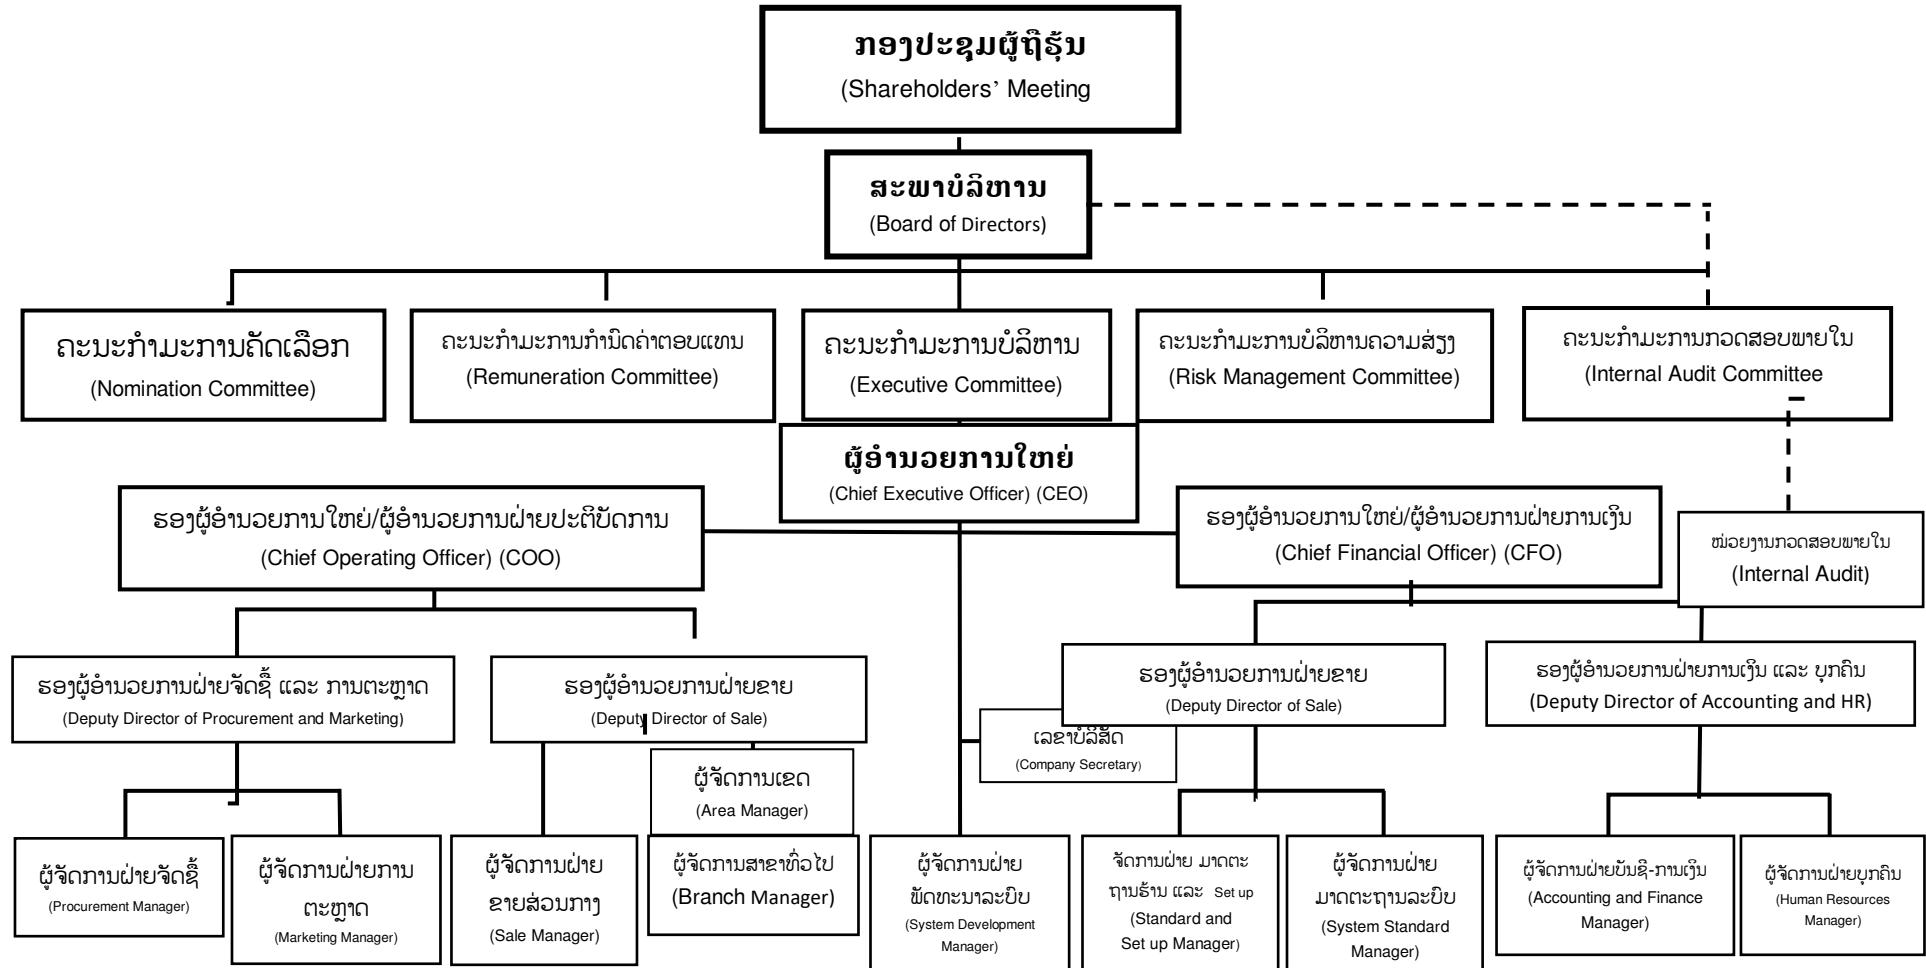 ກອງປະຊຸມຜູ້ຖືຮຸ້ນ
(Shareholders’ Meeting
ສະພາບໍລິຫານ
(Board of Directors)
ຄະນະກຳມະການຄັດເລືອກ
(Nomination Committee)
ຄະນະກຳມະການກຳນົດຄ່າຕອບແທນ
(Remuneration Committee)
ຄະນະກຳມະການບໍລິຫານ
(Executive Committee)
ຄະນະກຳມະການບໍລິຫານຄວາມສ່ຽງ
(Risk Management Committee)
ຄະນະກຳມະການກວດສອບພາຍໃນ
(Internal Audit Committee
ຜູ້ອຳນວຍການໃຫຍ່
(Chief Executive Officer) (CEO)
ຮອງຜູ້ອຳນວຍການໃຫຍ່/ຜູ້ອຳນວຍການຝ່າຍປະຕິບັດການ
(Chief Operating Officer) (COO)
ຮອງຜູ້ອຳນວຍການໃຫຍ່/ຜູ້ອຳນວຍການຝ່າຍການເງິນ
(Chief Financial Officer) (CFO)
ໜ່ວຍງານກວດສອບພາຍໃນ
(Internal Audit)
ຮອງຜູ້ອຳນວຍການຝ່າຍຈັດຊື້ ແລະ ການຕະຫຼາດ
(Deputy Director of Procurement and Marketing)
ຮອງຜູ້ອຳນວຍການຝ່າຍຂາຍ
(Deputy Director of Sale)
ຮອງຜູ້ອຳນວຍການຝ່າຍຂາຍ
(Deputy Director of Sale)
ຮອງຜູ້ອຳນວຍການຝ່າຍການເງິນ ແລະ ບຸກຄົນ
(Deputy Director of Accounting and HR)
ເລຂາບໍລິສັດ
(Company Secretary)
ຜູ້ຈັດການເຂດ
(Area Manager)
ຜູ້ຈັດການຝ່າຍຈັດຊື້
(Procurement Manager)
ຜູ້ຈັດການຝ່າຍການ
ຕະຫຼາດ
(Marketing Manager)
ຜູ້ຈັດການຝ່າຍ
ຂາຍສ່ວນກາງ
(Sale Manager)
ຜູ້ຈັດການສາຂາທົ່ວໄປ
(Branch Manager)
ຜູ້ຈັດການຝ່າຍ
ພັດທະນາລະບົບ
(System Development
Manager)
ຈັດການຝ່າຍ ມາດຕະ
ຖານຮ້ານ ແລະ Set up
(Standard and
Set up Manager)
ຜູ້ຈັດການຝ່າຍ
ມາດຕະຖານລະບົບ
(System Standard
Manager)
ຜູ້ຈັດການຝ່າຍບັນຊີ-ການເງິນ
(Accounting and Finance
Manager)
ຜູ້ຈັດການຝ່າຍບຸກຄົນ
(Human Resources
Manager)